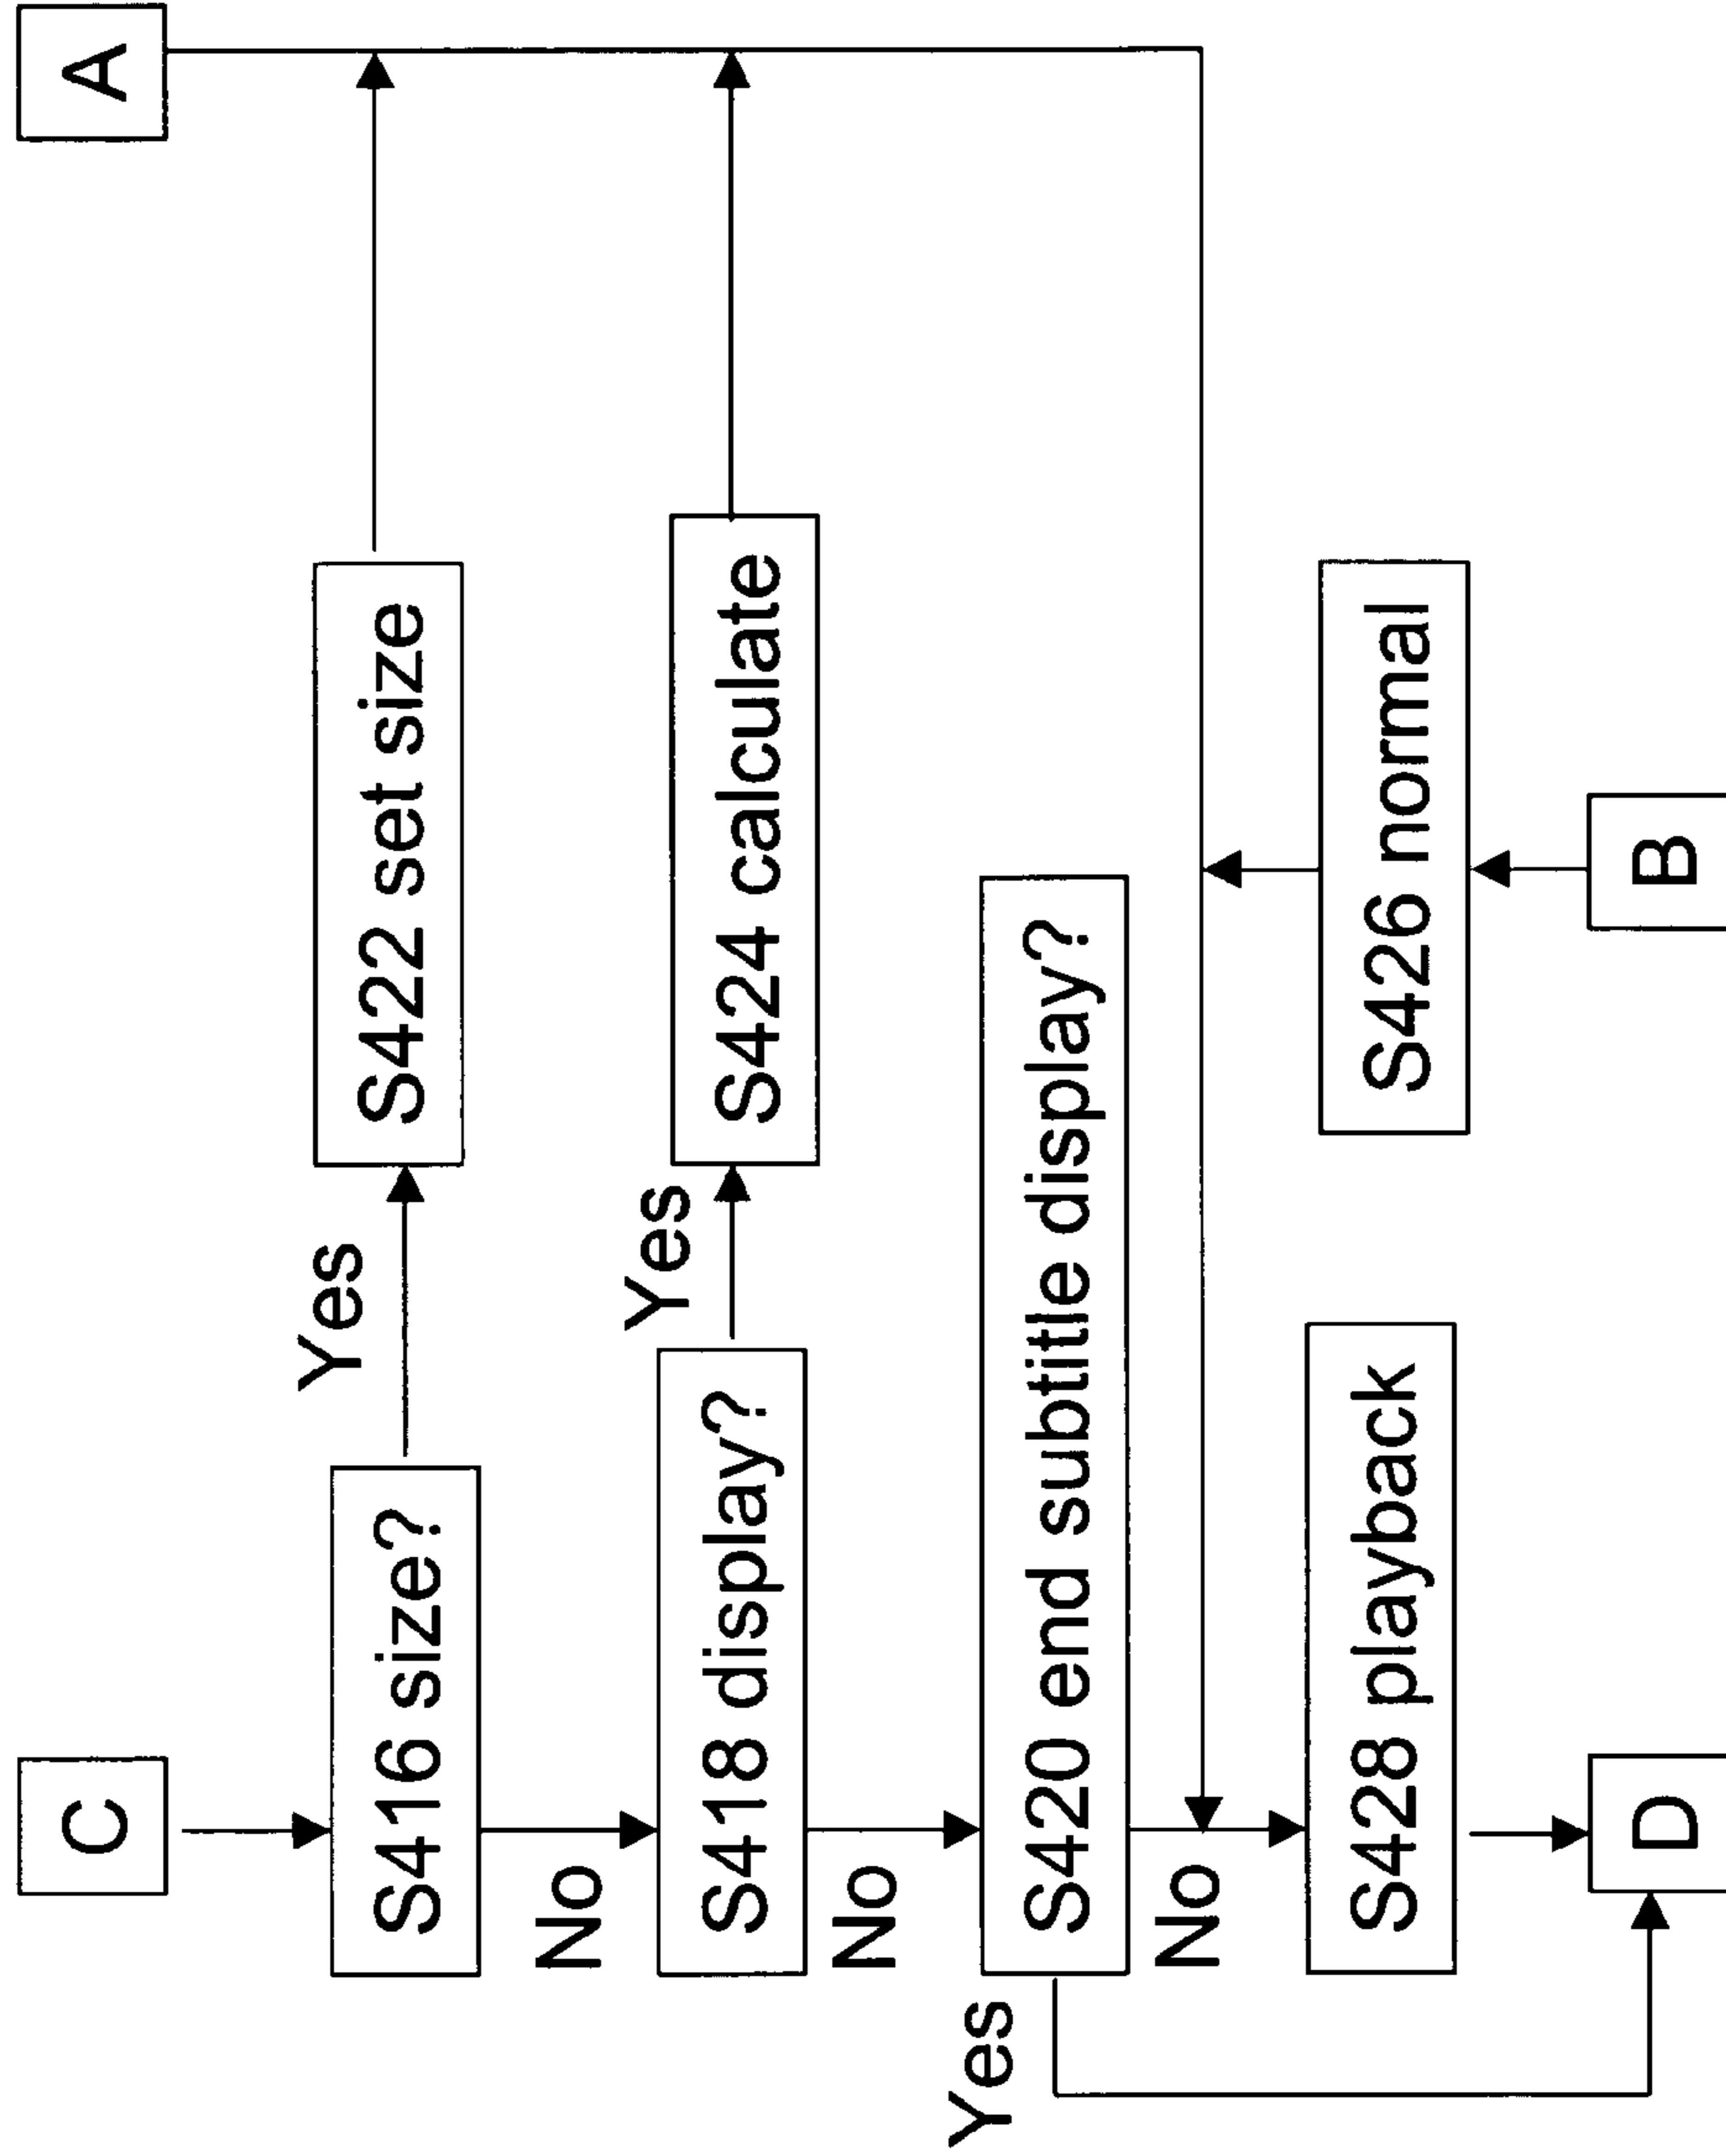 C
A
S416 size?
Yes
S422 set size
No
S418 display?
Yes
S424 calculate
No
Yes
S420 end subtitle display?
No
S428 playback
S426 normal
D
B